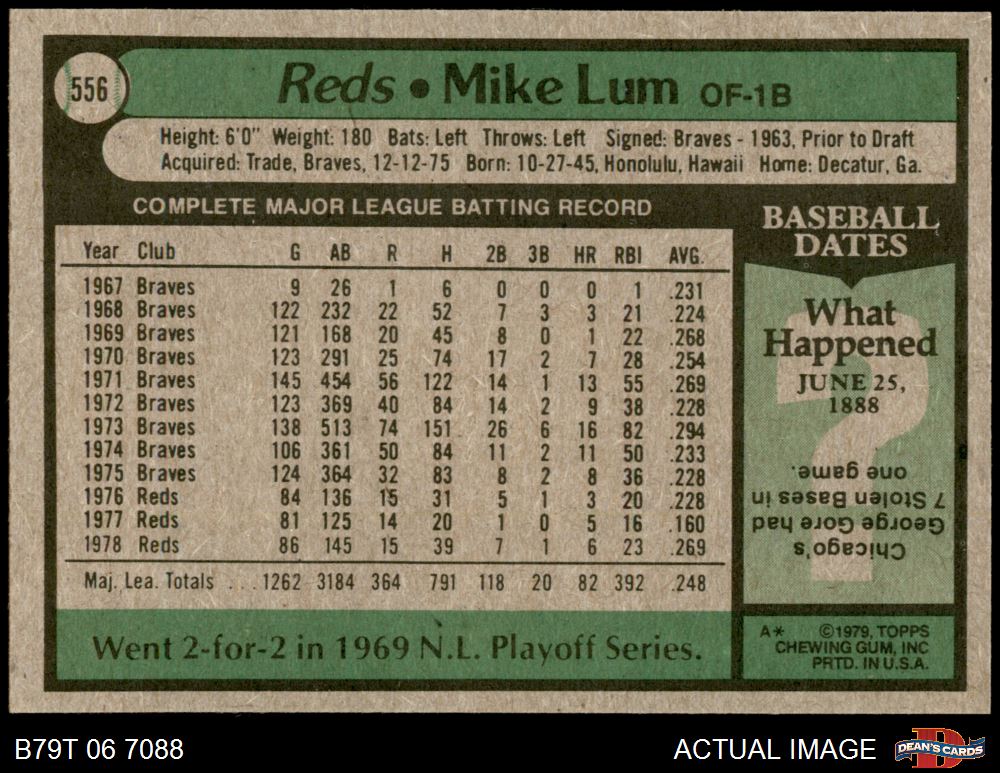 556
Reds • Mike Lum OF-1B
Height: 6'0" Weight: 180 Bats: Left Throws: Left Signed: Braves - 1963, Prior to Draft
Acquired: Trade, Braves, 12-12-75 Born: 10-27-45, Honolulu, Hawaii Home: Decatur, Ga.
COMPLETE MAJOR LEAGUE BATTING RECORD
Year Club G AB R H 2B 3B HR RBI AVG.
1967 Braves 9 26 1 6 0 0 0 1 .231
1968 Braves 122 232 22 52 7 3 3 21 .224
1969 Braves 121 168 20 45 8 0 1 22 .268
1970 Braves 123 291 25 74 17 2 7 28 .254
1971 Braves 145 454 56 122 14 1 13 55 .269
1972 Braves 123 369 40 84 14 2 9 38 .228
1973 Braves 138 513 74 151 26 6 16 82 .294
1974 Braves 106 361 50 84 11 2 11 50 .233
1975 Braves 124 364 32 83 8 2 8 36 .228
1976 Reds 84 136 15 31 5 1 3 20 .228
1977 Reds 81 125 14 20 1 0 5 16 .160
1978 Reds 86 145 15 39 7 1 6 23 .269
Maj. Lea. Totals . . . 1262 3184 364 791 118 20 82 392 .248
Went 2-for-2 in 1969 N.L. Playoff Series.
BASEBALL
DATES
What
Happened
JUNE 25,
1888
?
Chicago's
George Gore had
7 Stolen Bases in
one game.
A* ©1979, TOPPS
CHEWING GUM, INC
PRTD. IN U.S.A.
B79T 06 7088
ACTUAL IMAGE
D
DEAN'S CARDS